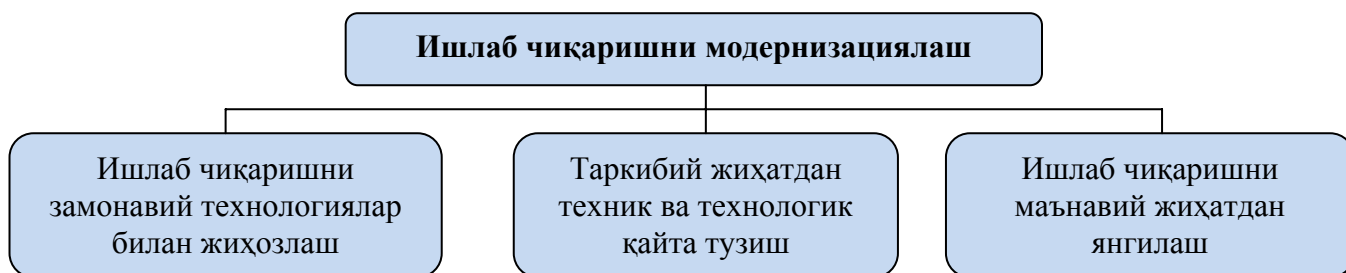 Ишлаб чиқаришни модернизациялаш
Ишлаб чиқаришни
замонавий технологиялар
билан жиҳозлаш
Таркибий жиҳатдан
техник ва технологик
қайта тузиш
Ишлаб чиқаришни
маънавий жиҳатдан
янгилаш